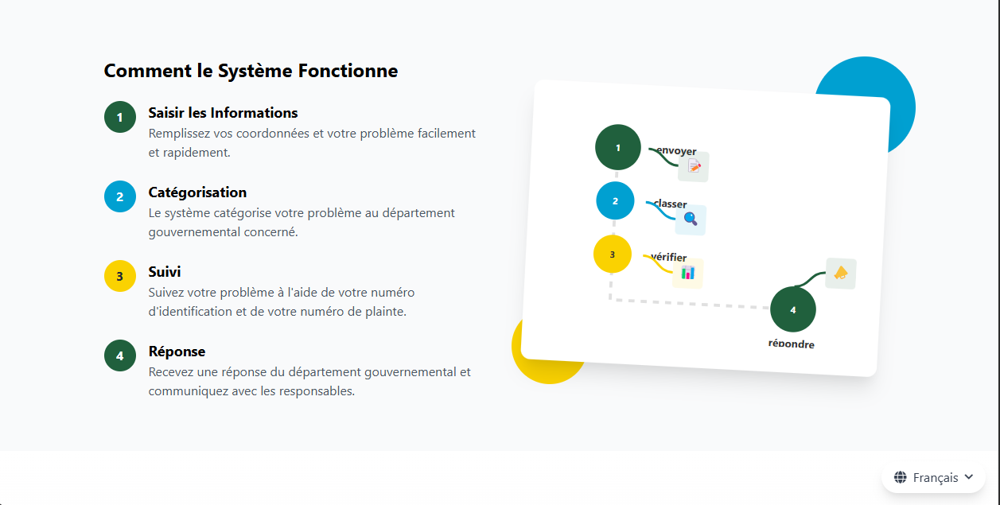 Comment le Système Fonctionne
1
Saisir les Informations
Remplissez vos coordonnées et votre problème facilement
et rapidement.
2
Catégorisation
Le système catégorise votre problème au département
gouvernemental concerné.
3
Suivi
Suivez votre problème à l'aide de votre numéro
d'identification et de votre numéro de plainte.
4
Réponse
Recevez une réponse du département gouvernemental et
communiquez avec les responsables.
1
envoyer
2
classer
3
vérifier
4
répondre
Français